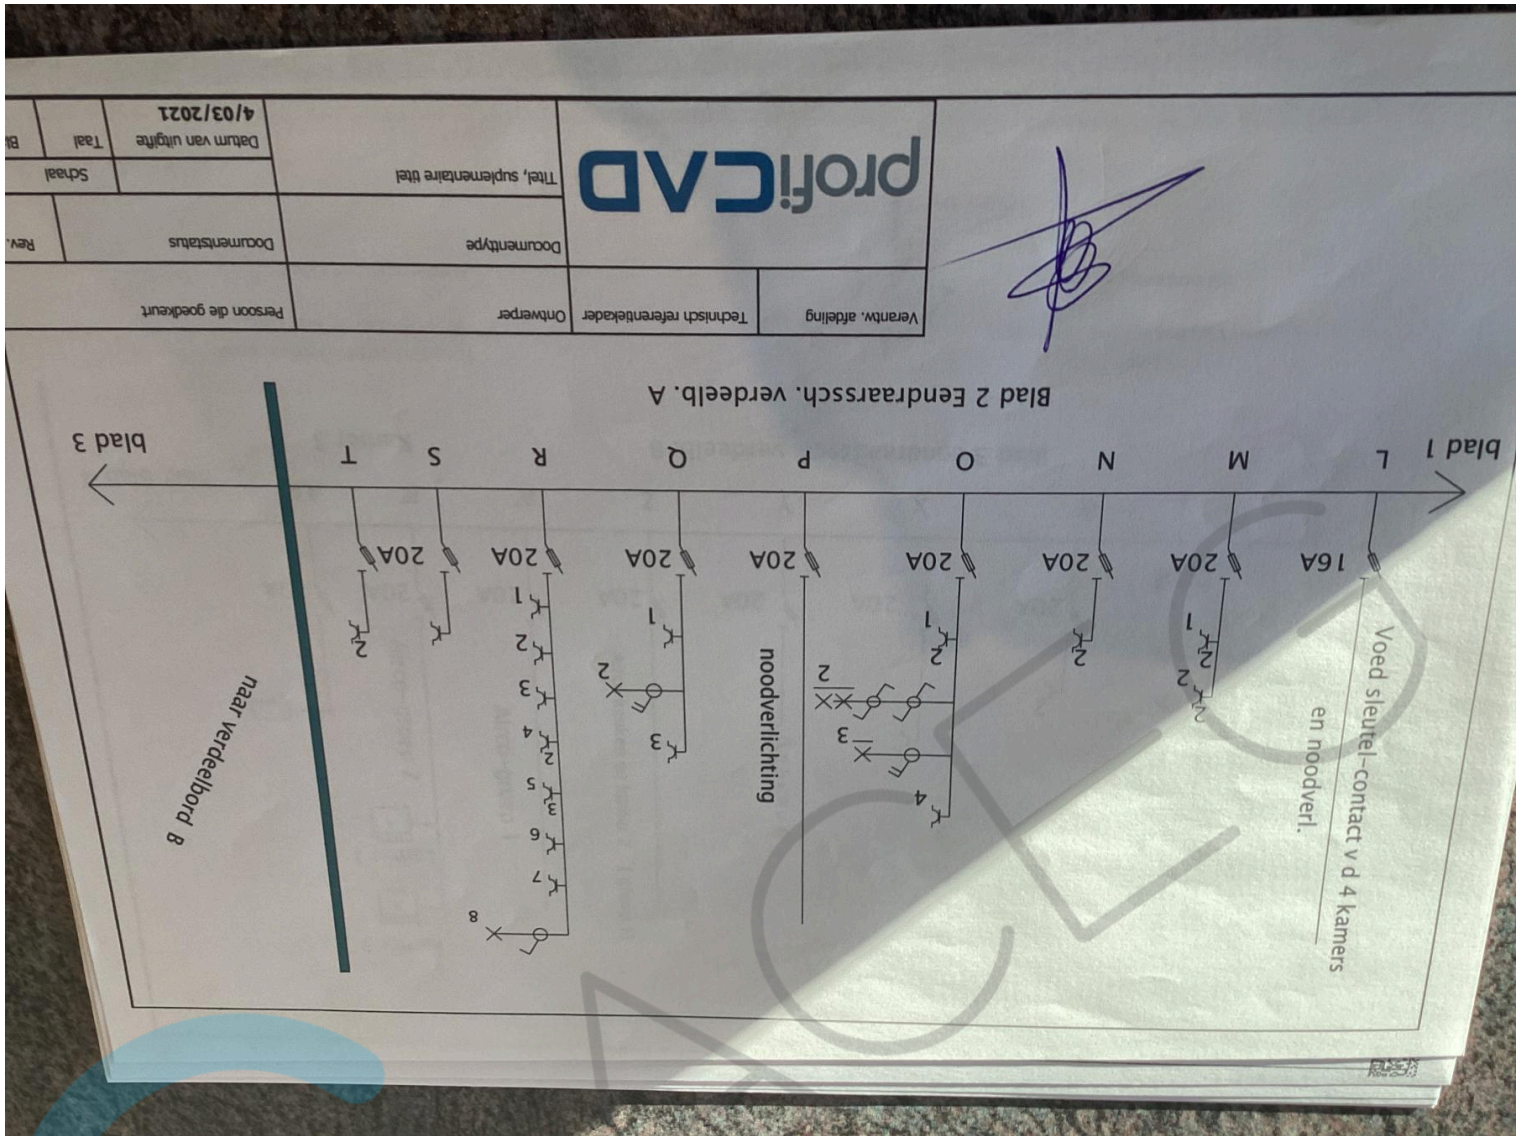 8
7
6
4 5
3 3 4
2 2 3
2 2 2 1 1 2 2
1 1
Voed sleutel-contact v d 4 kamers
en noodverl.
noodverlichting
naar verdeelbord B
16A 20A 20A 20A 20A 20A 20A 20A 20A
blad 1 L M N O P Q R S T blad 3
Blad 2 Eendraarssch. verdeelb. A
Verantw. afdeling Technisch referentiekader Ontwerper Persoon die goedkeurt
Documenttype Documentstatus Rev.
profiCAD
Titel, suplementaire titel
Schaal
Datum van uitgifte Taal
4/03/2021